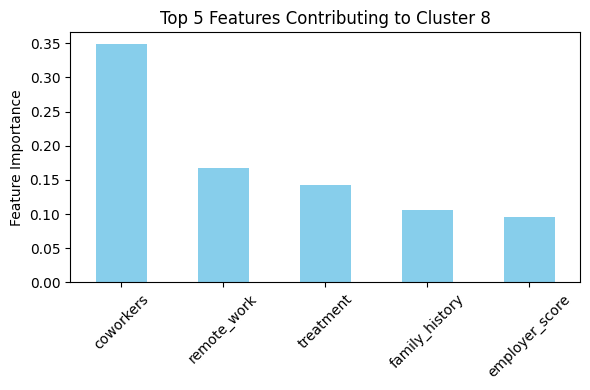 Top 5 Features Contributing to Cluster 8
Feature Importance
0.35
0.30
0.25
0.20
0.15
0.10
0.05
0.00
coworkers
remote_work
treatment
family_history
employer_score